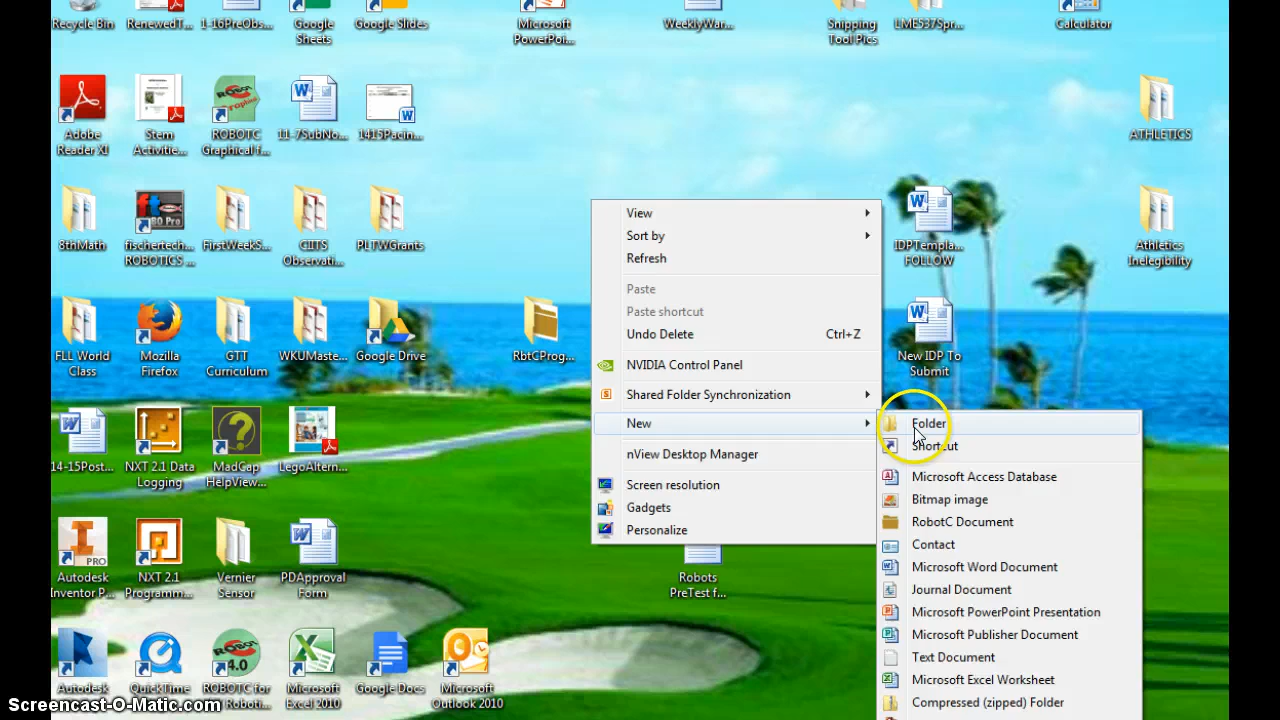 Recycle Bin
RenewedT...
1-16PreObs...
Google
Sheets
Google Slides
Microsoft
PowerPoi...
WeeklyWar...
Snipping
Tool Pics
LME537Spr...
Calculator
Adobe
Reader XI
Stem
Activitie...
ROBOTC
Graphical f...
11-7SubNo...
1415Pacin...
ATHLETICS
8thMath
fischertech...
ROBOTICS ...
FirstWeekS...
CIITS
Observati...
PLTWGrants
IDPTempla...
FOLLOW
Athletics
Inelegibility
FLL World
Class
Mozilla
Firefox
GTT
Curriculum
WKUMaste...
Google Drive
RbtCProg...
New IDP To
Submit
14-15Post...
NXT 2.1 Data
Logging
MadCap
HelpView...
LegoAltern...
Autodesk
Inventor P...
NXT 2.1
Programm...
Vernier
Sensor
PDApproval
Form
Robots
PreTest f...
Autodesk
QuickTime
ROBOTC for
Roboti...
Microsoft
Excel 2010
Google Docs
Microsoft
Outlook 2010
View
Sort by
Refresh
Paste
Paste shortcut
Undo Delete Ctrl+Z
NVIDIA Control Panel
Shared Folder Synchronization
New
nView Desktop Manager
Screen resolution
Gadgets
Personalize
Folder
Shortcut
Microsoft Access Database
Bitmap image
RobotC Document
Contact
Microsoft Word Document
Journal Document
Microsoft PowerPoint Presentation
Microsoft Publisher Document
Text Document
Microsoft Excel Worksheet
Compressed (zipped) Folder
Screencast-O-Matic.com